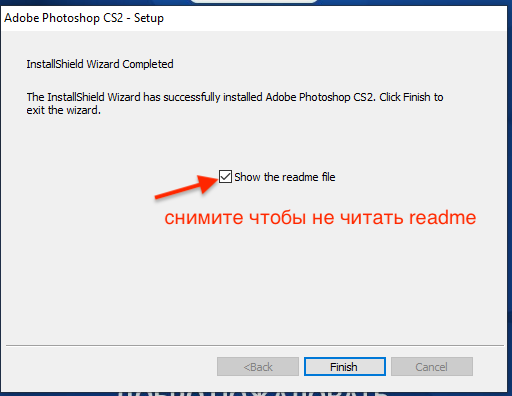 Adobe Photoshop CS2 - Setup
InstallShield Wizard Completed
The InstallShield Wizard has successfully installed Adobe Photoshop CS2. Click Finish to
exit the wizard.
Show the readme file
снимите чтобы не читать readme
<Back
Finish
Cancel